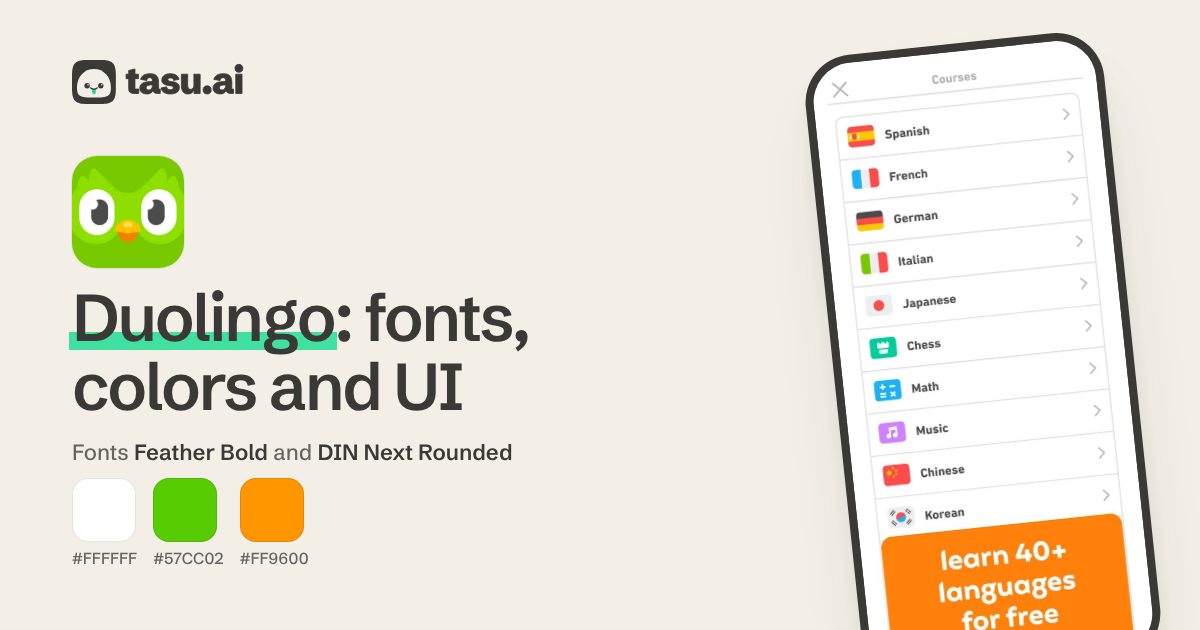 tasu.ai
Duolingo: fonts,
colors and UI
Fonts Feather Bold and DIN Next Rounded
#FFFFFF #57CC02 #FF9600
Courses
Spanish
French
German
Italian
Japanese
Chess
Math
Music
Chinese
Korean
learn 40+
languages
for free